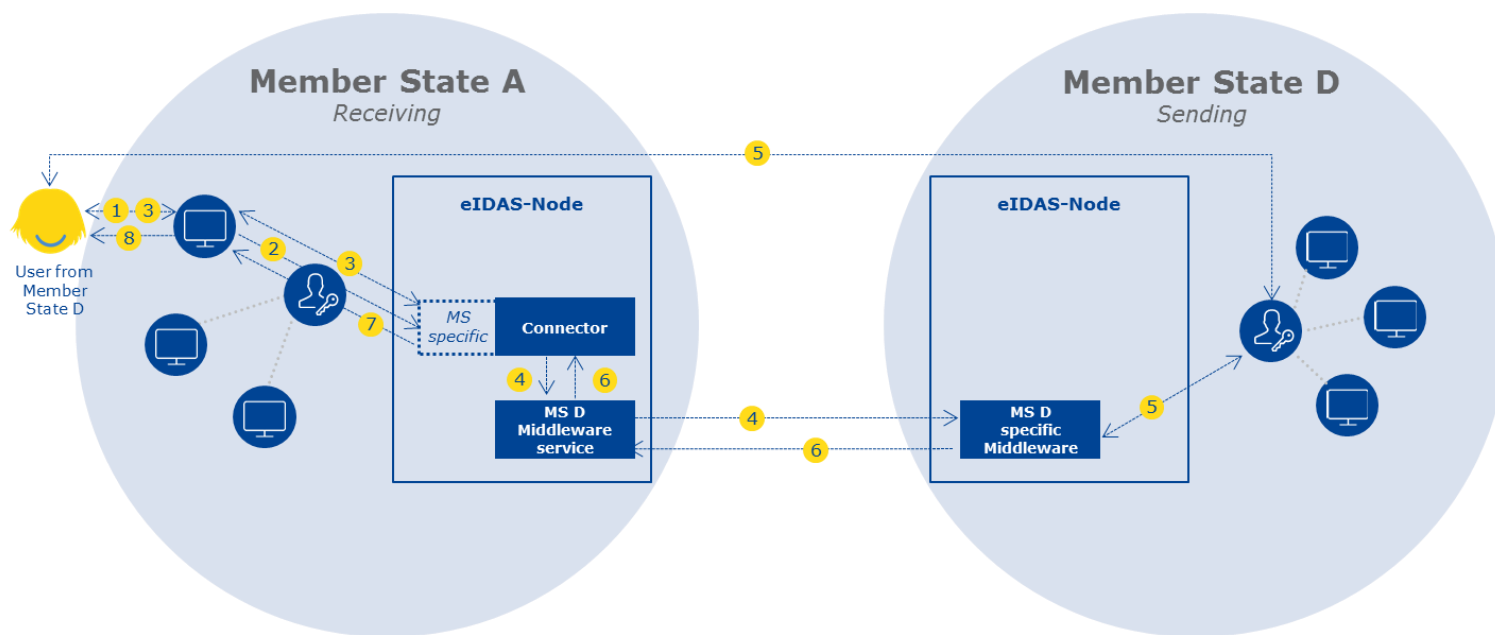 Member State A
Receiving
Member State D
Sending
5
eIDAS-Node
eIDAS-Node
1
3
8
2
3
User from
Member
State D
7
MS
specific
Connector
4
6
MS D
Middleware
service
4
6
MS D
specific
Middleware
5